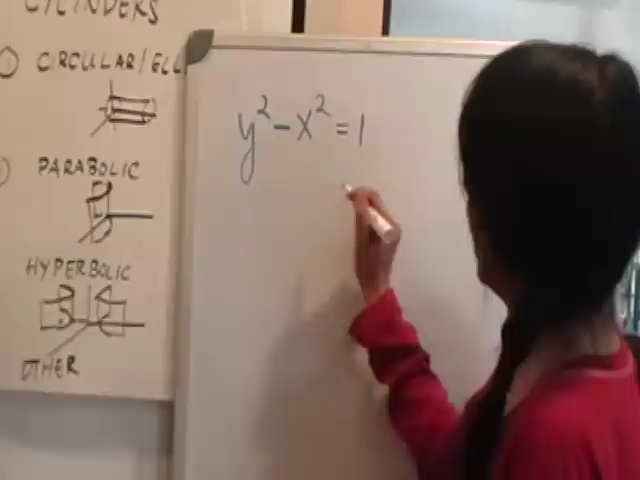 CYLINDERS
① CIRCULAR/ELL
PARABOLIC
HYPERBOLIC
OTHER
y² - x² = 1